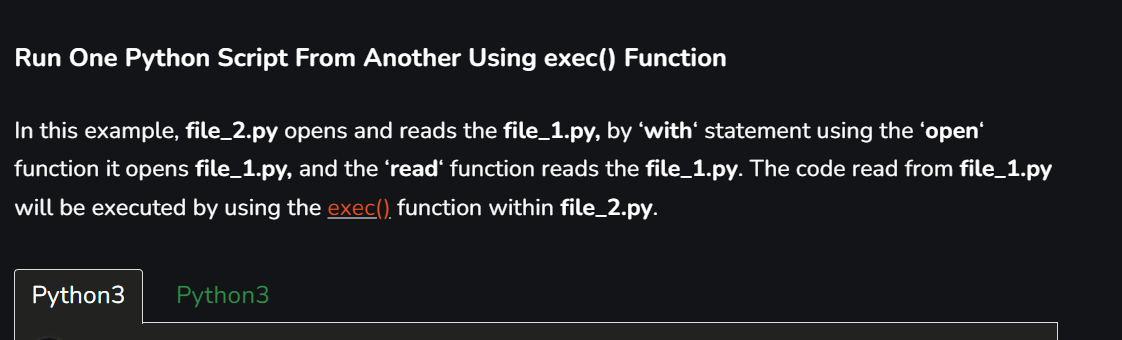 Run One Python Script From Another Using exec() Function
In this example, file_2.py opens and reads the file_1.py, by ‘with‘ statement using the ‘open‘
function it opens file_1.py, and the ‘read‘ function reads the file_1.py. The code read from file_1.py
will be executed by using the exec() function within file_2.py.
Python3 Python3